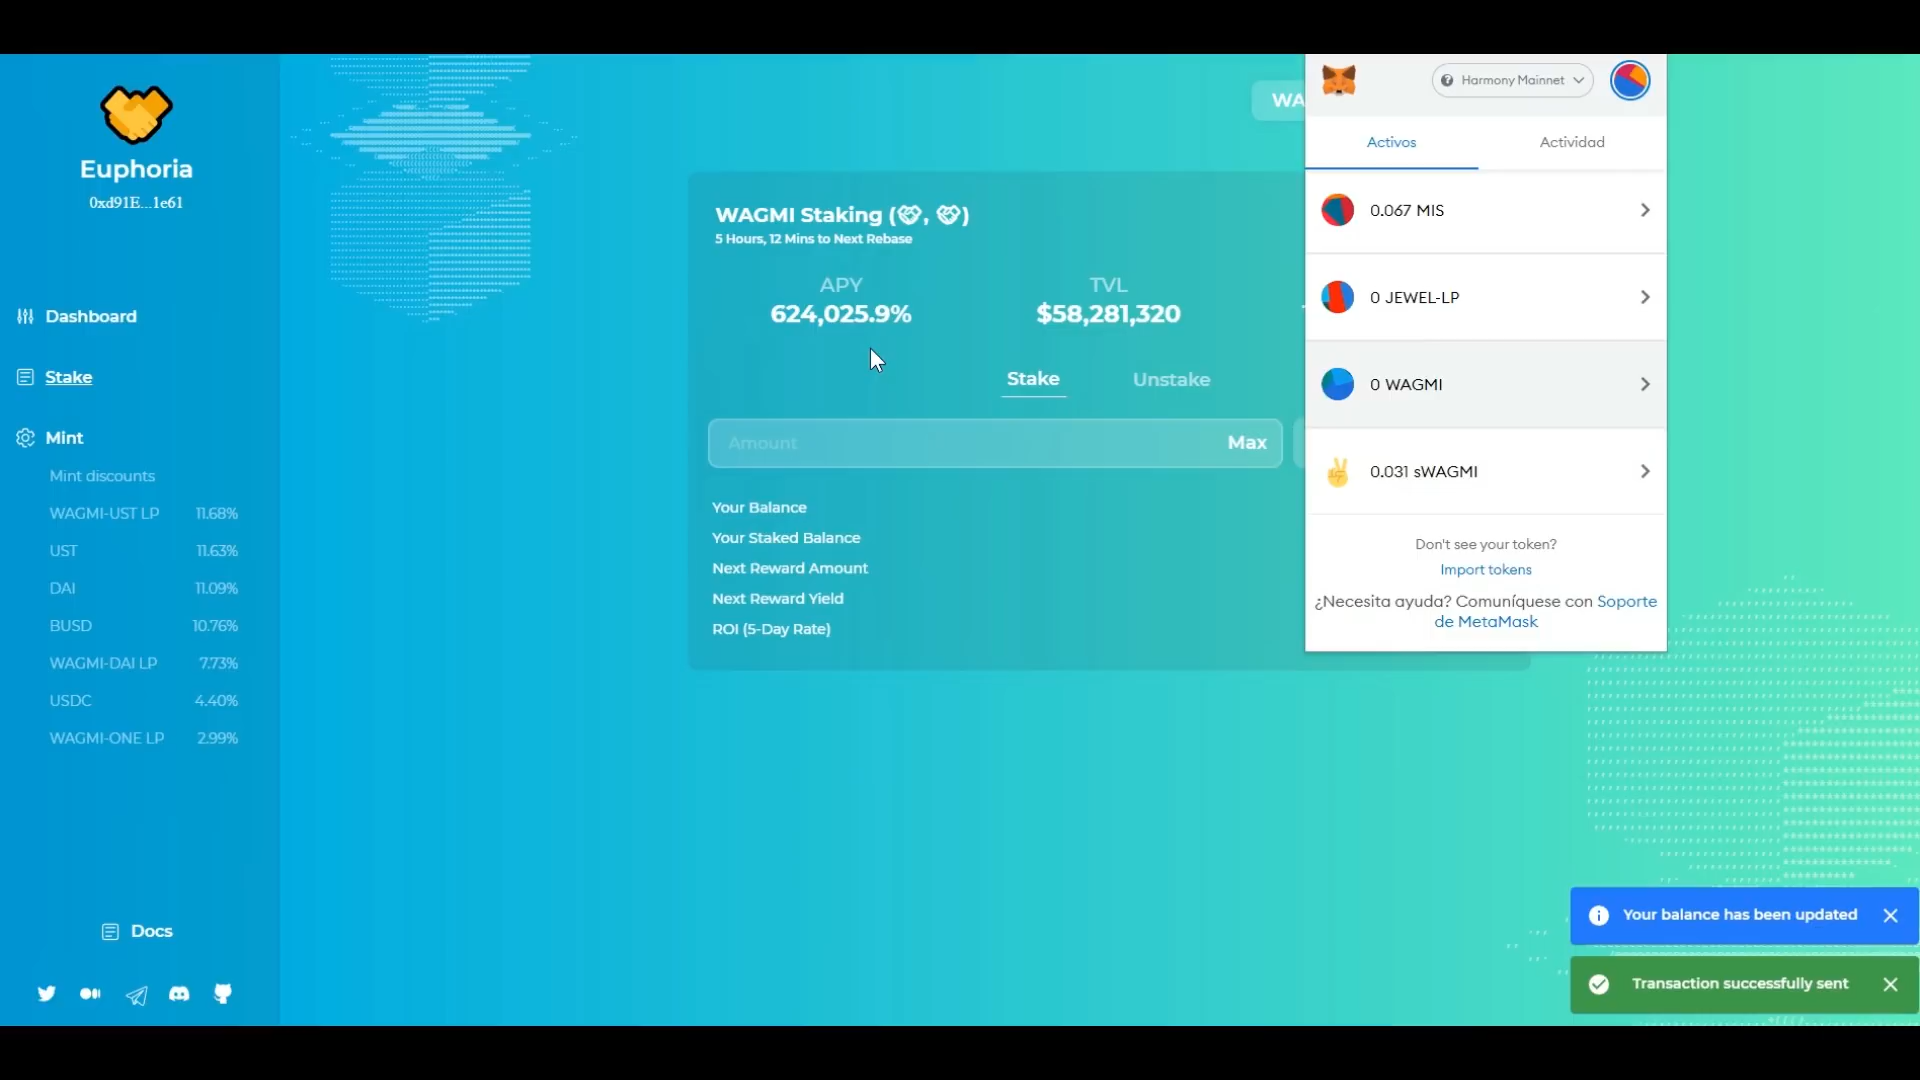 Euphoria
0xd91E...1e61
Dashboard
Stake
Mint
Mint discounts
WAGMI-UST LP 11.68%
UST 11.63%
DAI 11.09%
BUSD 10.76%
WAGMI-DAI LP 7.73%
USDC 4.40%
WAGMI-ONE LP 2.99%
Docs
WA
WAGMI Staking (
5 Hours, 12 Mins to Next Rebase
APY
624,025.9%
TVL
$58,281,320
Stake Unstake
Amount Max
Your Balance
Your Staked Balance
Next Reward Amount
Next Reward Yield
ROI (5-Day Rate)
Harmony Mainnet
Activos Actividad
0.067 MIS
0 JEWEL-LP
0 WAGMI
0.031 sWAGMI
Don't see your token?
Import tokens
¿Necesita ayuda? Comuníquese con Soporte
de MetaMask
Your balance has been updated
Transaction successfully sent